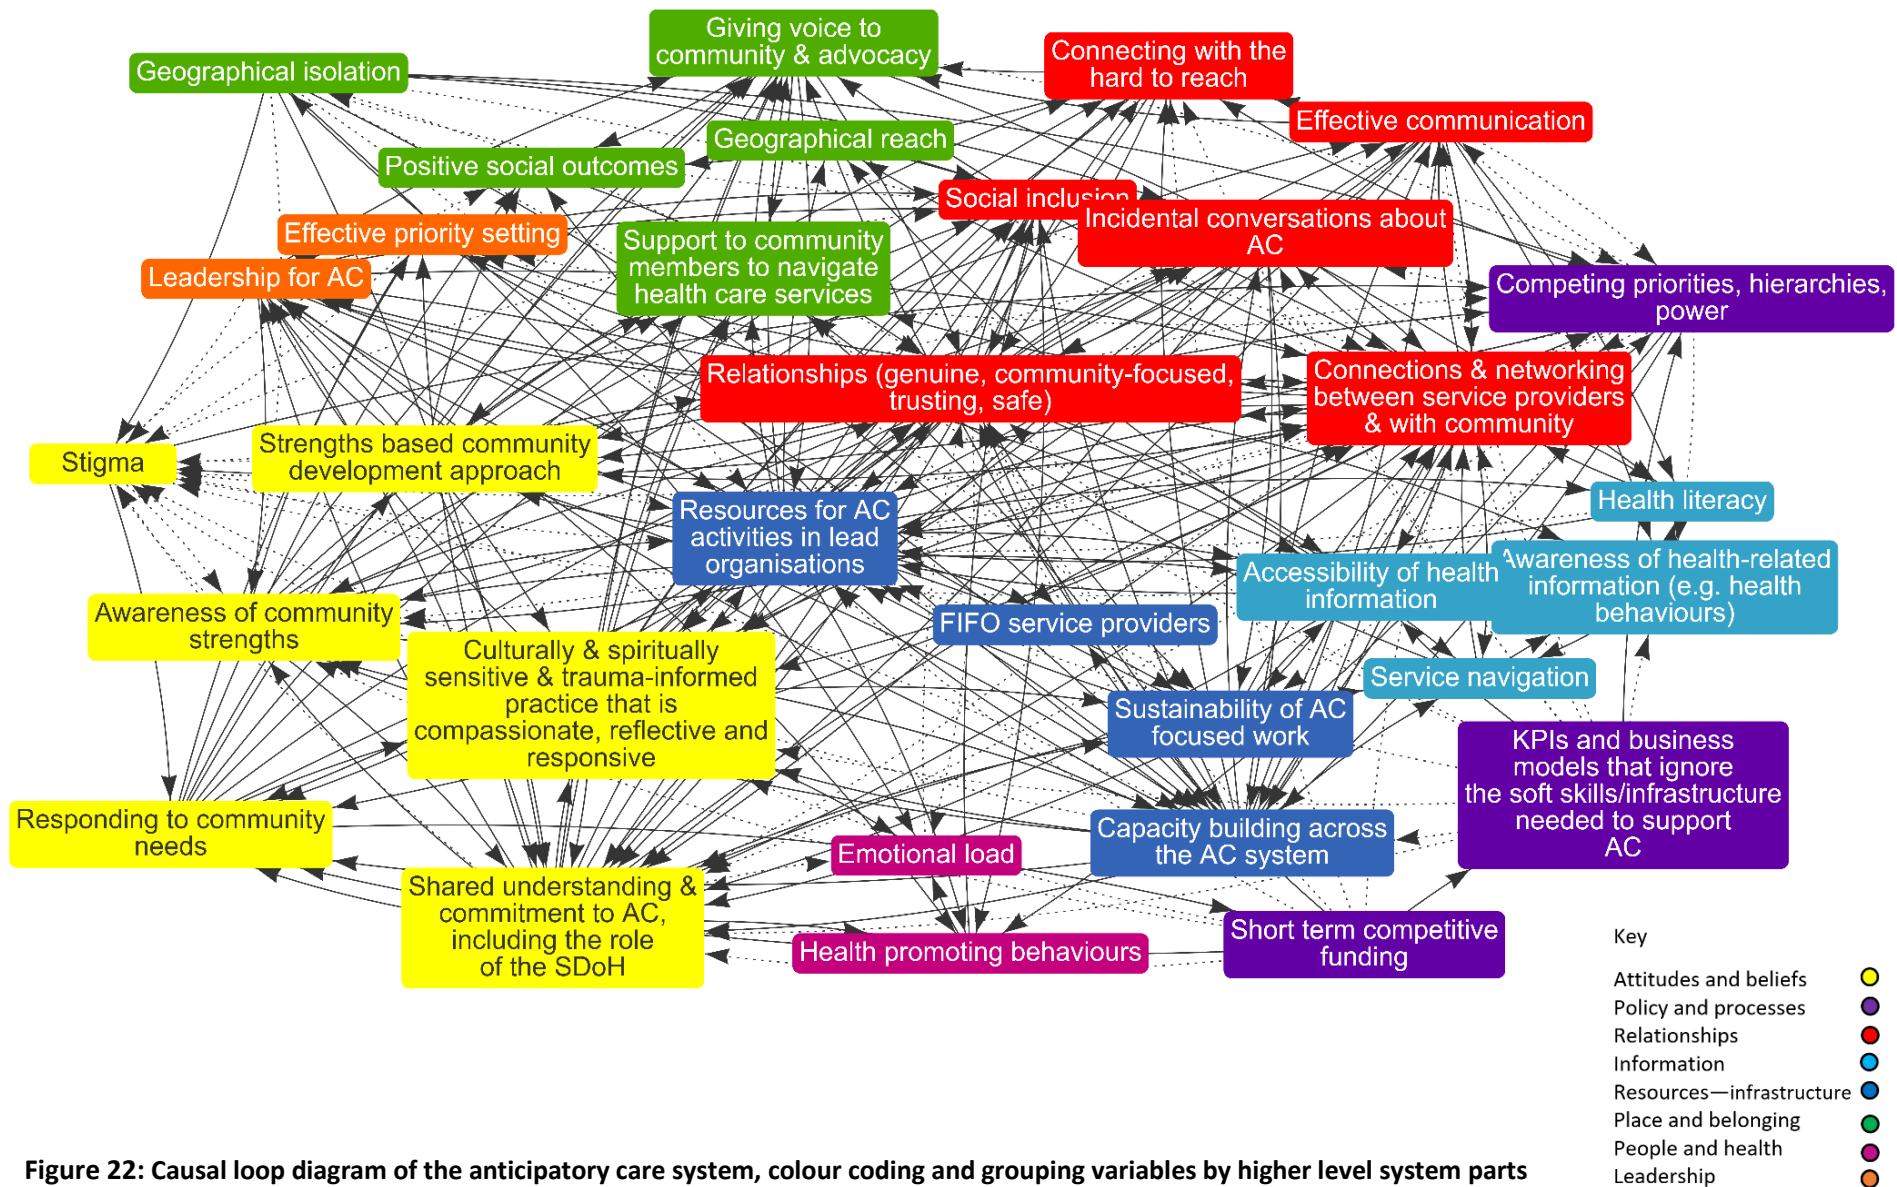 Giving voice to
community & advocacy
Geographical isolation
Connecting with the
hard to reach
Effective communication
Geographical reach
Positive social outcomes
Social inclusion
Incidental conversations about
AC
Effective priority setting
Support to community
members to navigate
health care services
Leadership for AC
Competing priorities, hierarchies,
power
Relationships (genuine, community-focused,
trusting, safe)
Connections & networking
between service providers
& with community
Stigma
Strengths based community
development approach
Resources for AC
activities in lead
organisations
Health literacy
Accessibility of health
information
Awareness of health-related
information (e.g. health
behaviours)
Awareness of community
strengths
FIFO service providers
Culturally & spiritually
sensitive & trauma-informed
practice that is
compassionate, reflective and
responsive
Service navigation
Sustainability of AC
focused work
KPIs and business
models that ignore
the soft skills/infrastructure
needed to support
AC
Responding to community
needs
Emotional load
Capacity building across
the AC system
Shared understanding &
commitment to AC,
including the role
of the SDoH
Health promoting behaviours
Short term competitive
funding
Key
Attitudes and beliefs
Policy and processes
Relationships
Information
Resources—infrastructure
Place and belonging
People and health
Leadership
Figure 22: Causal loop diagram of the anticipatory care system, colour coding and grouping variables by higher level system parts